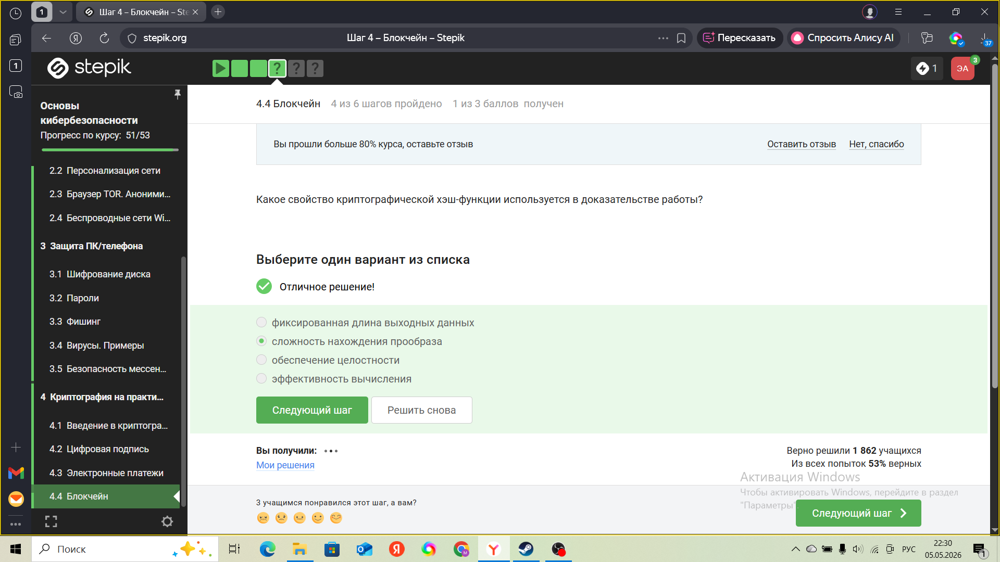 1
Шаг 4 – Блокчейн – Ste
stepik.org
Шаг 4 – Блокчейн – Stepik
Пересказать
Спросить Алису AI
37
1
stepik
?
?
?
1
ЭА
3
Основы
кибербезопасности
Прогресс по курсу: 51/53
2.2 Персонализация сети
2.3 Браузер TOR. Аноними...
2.4 Беспроводные сети Wi...
3 Защита ПК/телефона
3.1 Шифрование диска
3.2 Пароли
3.3 Фишинг
3.4 Вирусы. Примеры
3.5 Безопасность мессен...
4 Криптография на практи...
4.1 Введение в криптогра...
4.2 Цифровая подпись
4.3 Электронные платежи
4.4 Блокчейн
4.4 Блокчейн 4 из 6 шагов пройдено 1 из 3 баллов получен
Вы прошли больше 80% курса, оставьте отзыв
Оставить отзыв
Нет, спасибо
Какое свойство криптографической хэш-функции используется в доказательстве работы?
Выберите один вариант из списка
Отличное решение!
фиксированная длина выходных данных
сложность нахождения прообраза
обеспечение целостности
эффективность вычисления
Следующий шаг
Решить снова
Вы получили:
Мои решения
Верно решили 1 862 учащихся
Из всех попыток 53% верных
Активация Windows
Чтобы активировать Windows, перейдите в раздел
"Параметры"
3 учащимся понравился этот шаг, а вам?
Следующий шаг
Поиск
РУС
22:30
05.05.2026
1